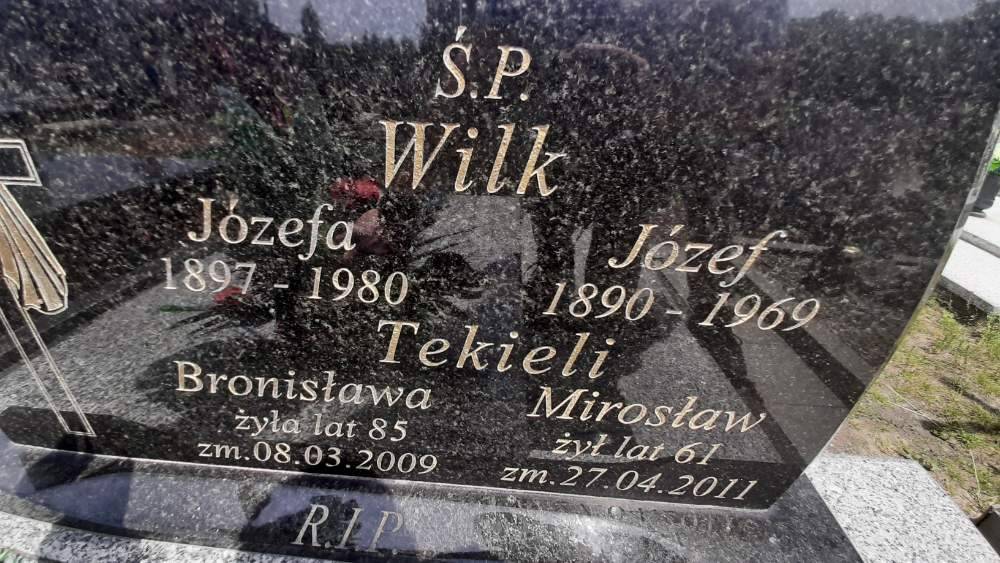 Ś.P.
Wilk
Józefa Józef
1897 - 1980 1890 - 1969
Tekieli
Bronisława Mirosław
żyła lat 85 żył lat 61
zm.08.03.2009 zm.27.04.2011
R.I.P.